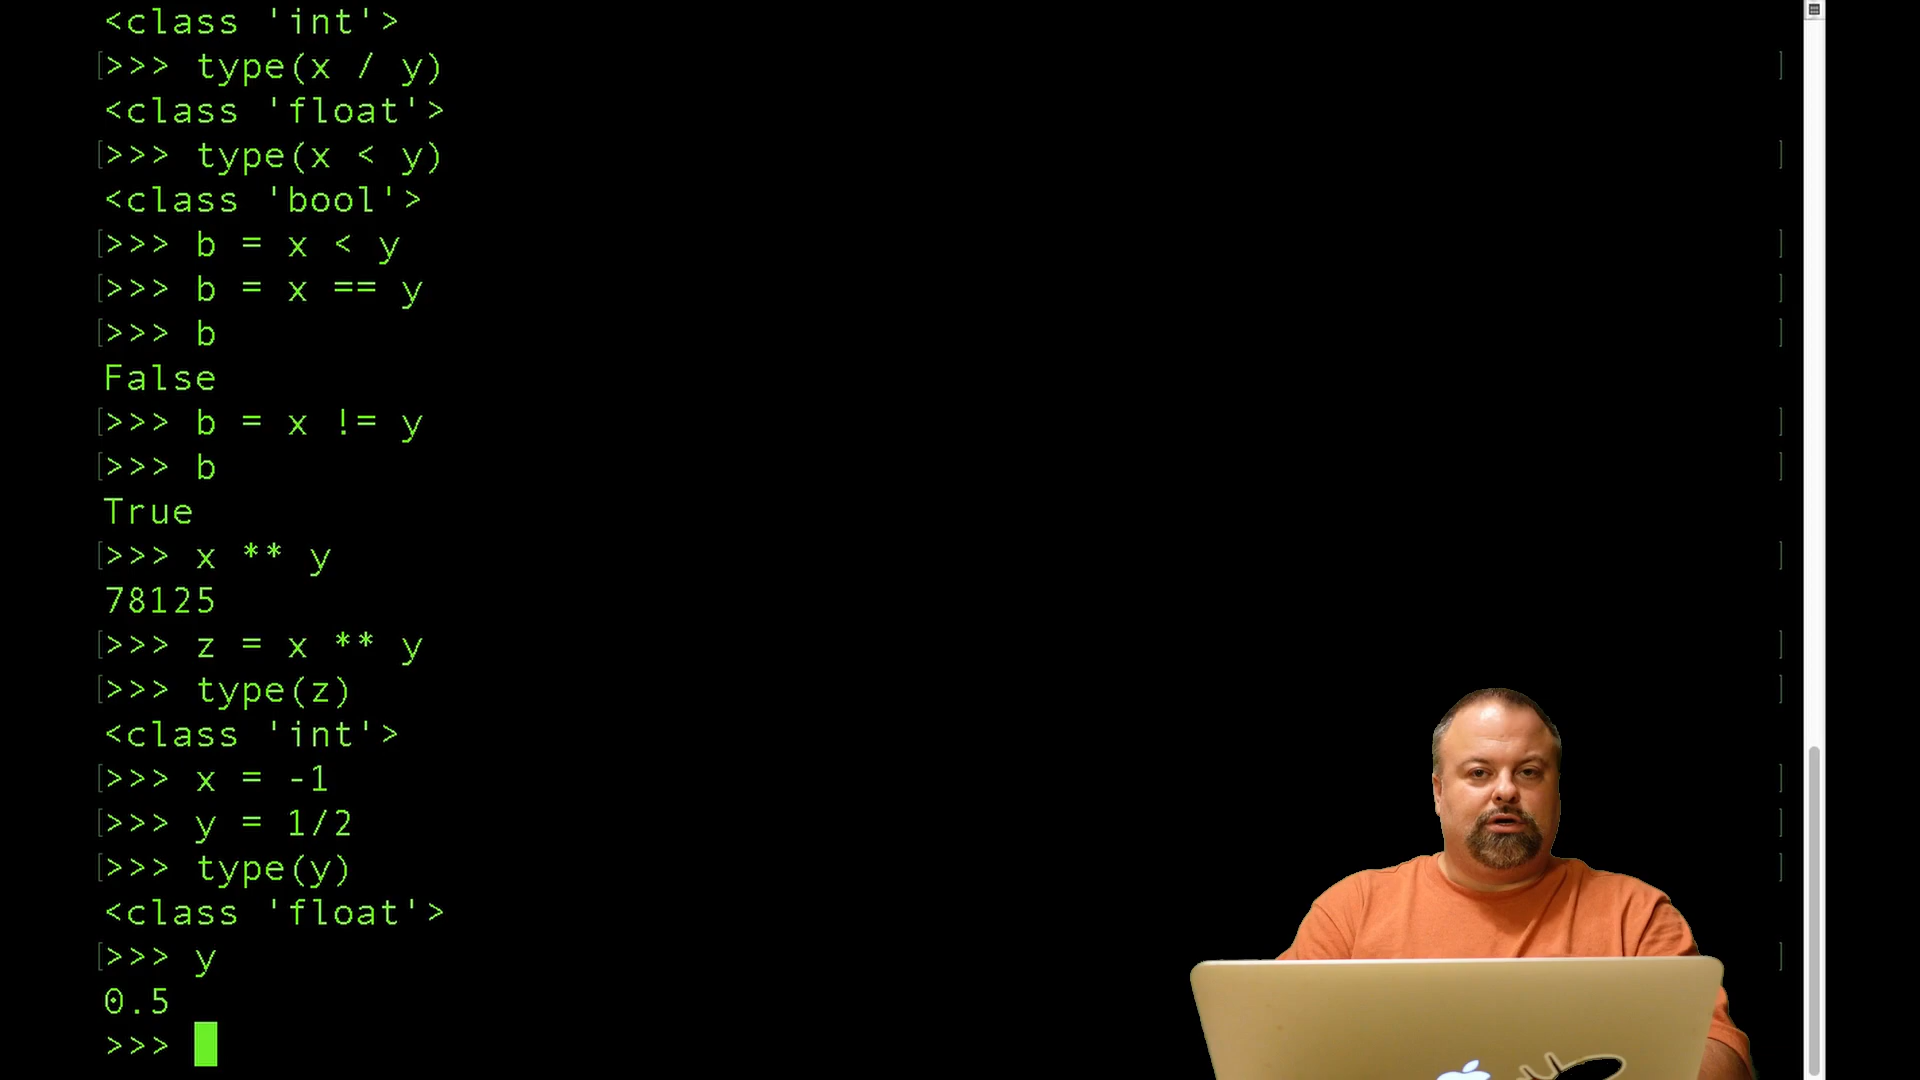 <class 'int'>
>>> type(x / y)
<class 'float'>
>>> type(x < y)
<class 'bool'>
>>> b = x < y
>>> b = x == y
>>> b
False
>>> b = x != y
>>> b
True
>>> x ** y
78125
>>> z = x ** y
>>> type(z)
<class 'int'>
>>> x = -1
>>> y = 1/2
>>> type(y)
<class 'float'>
>>> y
0.5
>>>